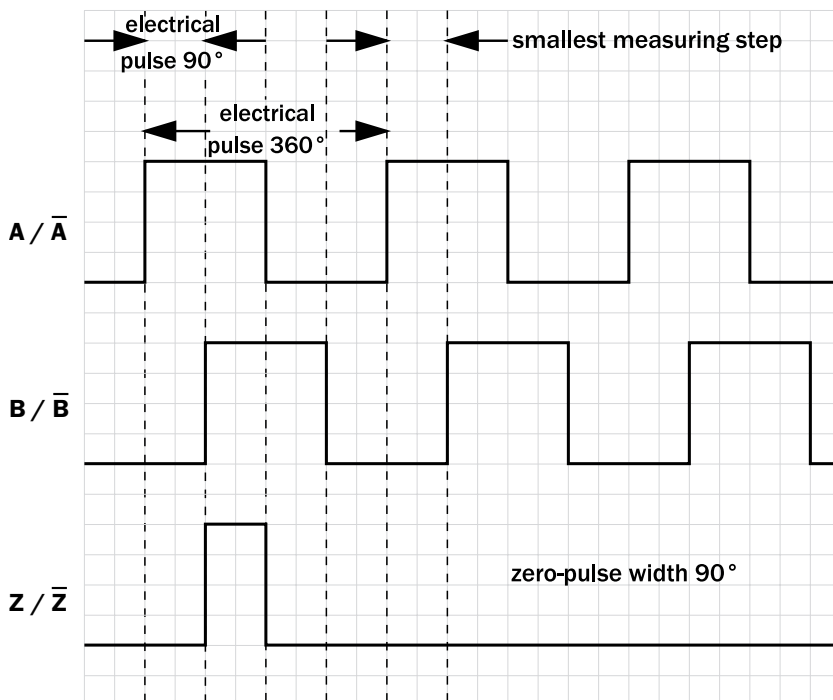 electrical
pulse 90°
smallest measuring step
electrical
pulse 360°
A / A̅
B / B̅
zero-pulse width 90°
Z / Z̅